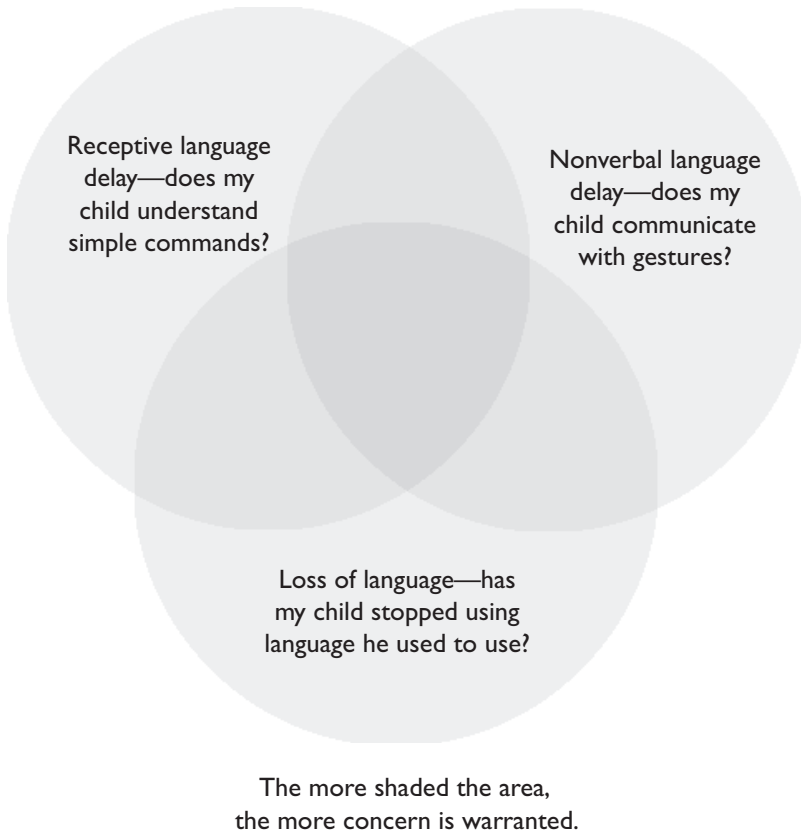 Receptive language
delay—does my
child understand
simple commands?
Nonverbal language
delay—does my
child communicate
with gestures?
Loss of language—has
my child stopped using
language he used to use?
The more shaded the area,
the more concern is warranted.